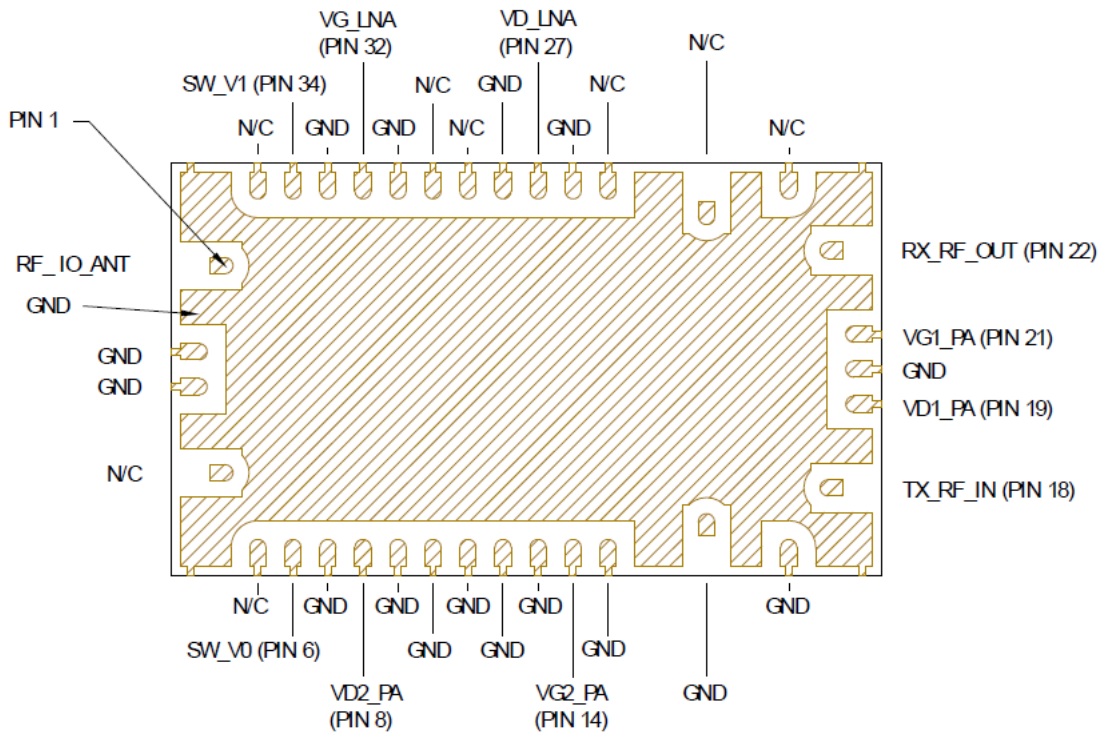 VG_LNA
(PIN 32)
VD_LNA
(PIN 27)
N/C
SW_V1 (PIN 34)
N/C
GND
N/C
PIN 1
N/C
GND
GND
N/C
GND
N/C
RF_IO_ANT
RX_RF_OUT (PIN 22)
GND
VG1_PA (PIN 21)
GND
GND
GND
VD1_PA (PIN 19)
N/C
TX_RF_IN (PIN 18)
N/C
GND
GND
GND
GND
GND
SW_V0 (PIN 6)
GND
GND
GND
VD2_PA
(PIN 8)
VG2_PA
(PIN 14)
GND